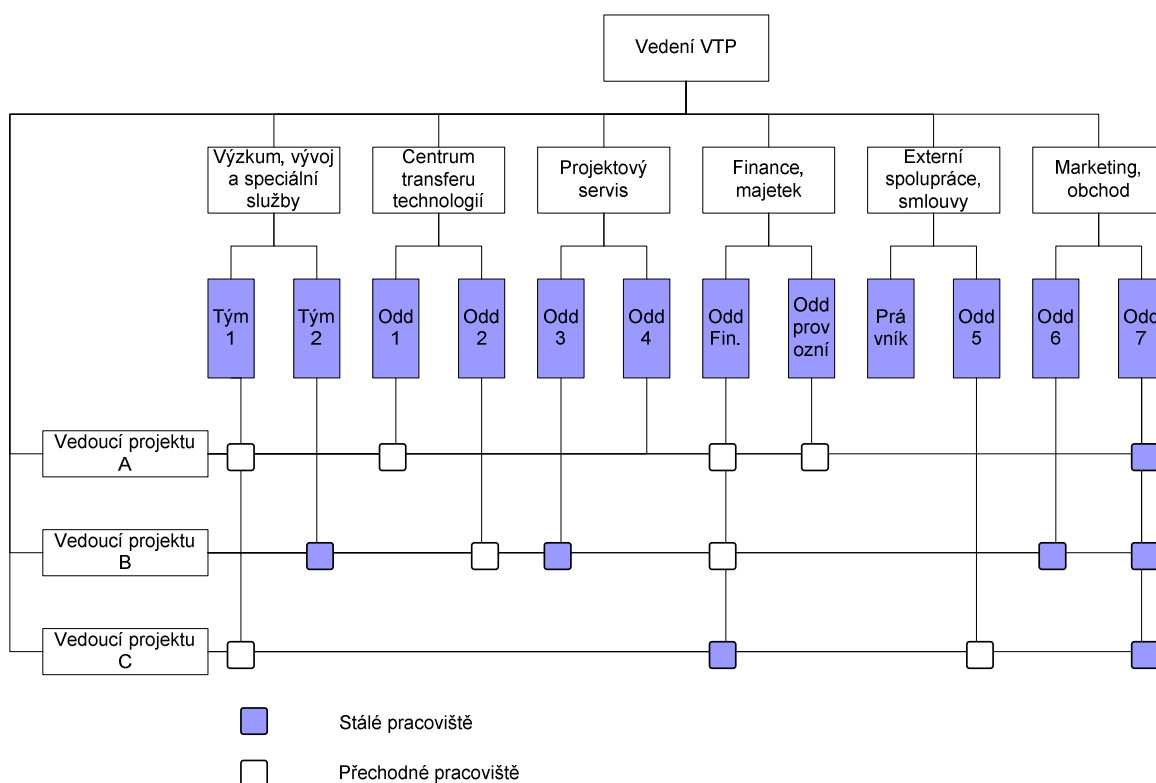 Vedení VTP
Výzkum, vývoj
a speciální
služby
Centrum
transferu
technologií
Projektový
servis
Finance,
majetek
Externí
spolupráce,
smlouvy
Marketing,
obchod
Tým
1
Tým
2
Odd
1
Odd
2
Odd
3
Odd
4
Odd
Fin.
Odd
prov
ozní
Prá
vník
Odd
5
Odd
6
Odd
7
Vedoucí projektu
A
Vedoucí projektu
B
Vedoucí projektu
C
Stálé pracoviště
Přechodné pracoviště